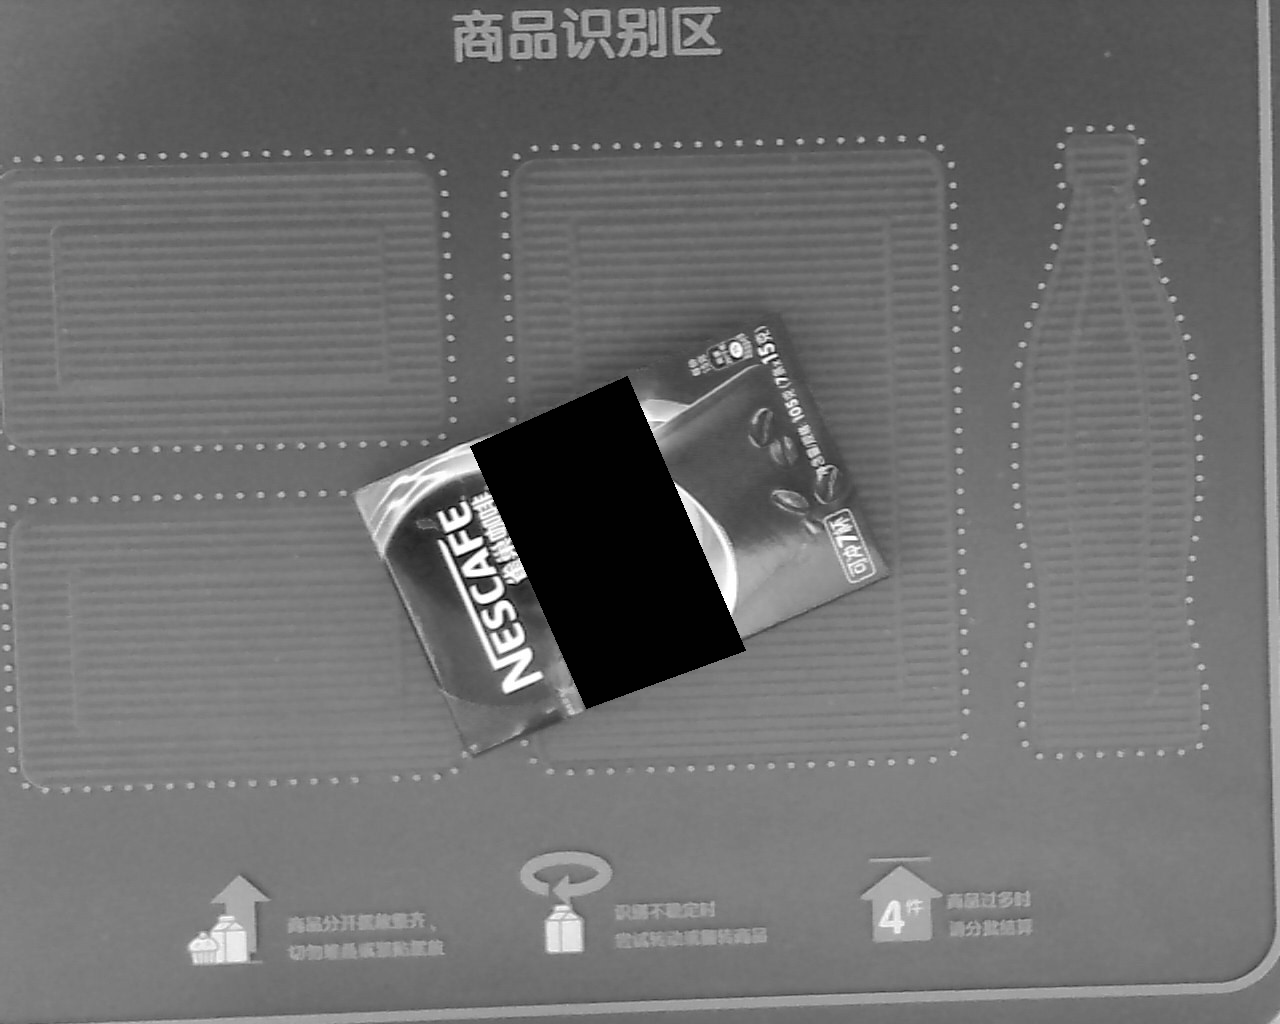 商品识别区
NESCAFÉ
雀巢咖啡
105克(7条x15克)
可冲7杯
商品分开摆放整齐、
切勿堆叠或紧贴摆放
识别不稳定时
尝试转动或翻转商品
4件
商品过多时
请分批结算